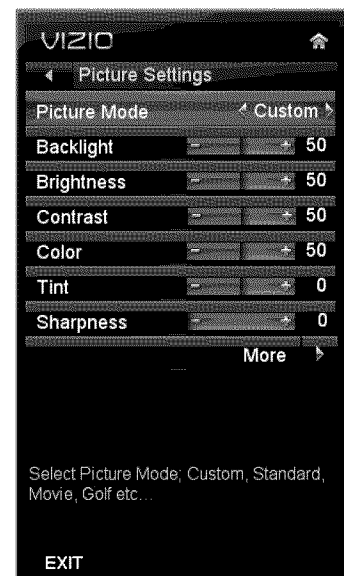 VIZIO
Picture Settings
Picture Mode Custom
Backlight - + 50
Brightness - + 50
Contrast - + 50
Color - + 50
Tint - + 0
Sharpness - + 0
More
Select Picture Mode; Custom, Standard,
Movie, Golf etc...
EXIT